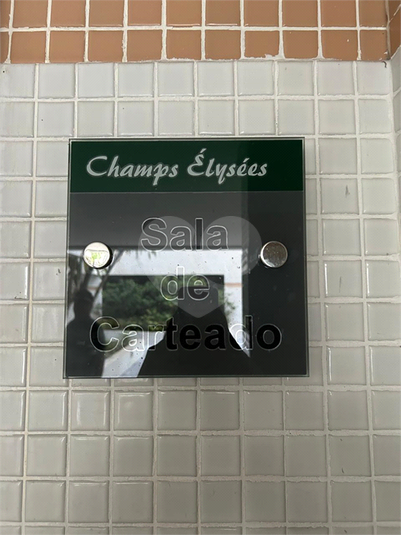 Champs Élysées
Sala
de
Carteado